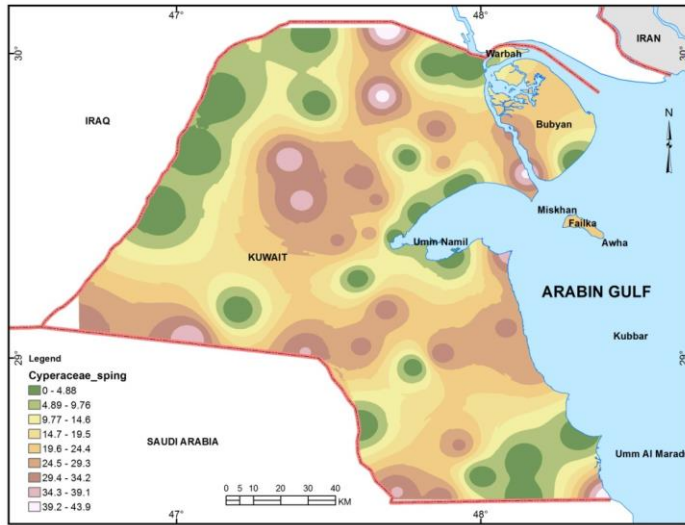 47°
48°
30°
30°
IRAN
Warbah
N
IRAQ
Bubyan
Miskhan
Failka
Awha
Umm Namil
KUWAIT
ARABIN GULF
Kubbar
29°
29°
Legend
Cyperaceae_sping
0 - 4.88
4.89 - 9.76
9.77 - 14.6
14.7 - 19.5
19.6 - 24.4
24.5 - 29.3
29.4 - 34.2
34.3 - 39.1
39.2 - 43.9
SAUDI ARABIA
Umm Al Marad
0 5 10 20 30 40
KM
47°
48°